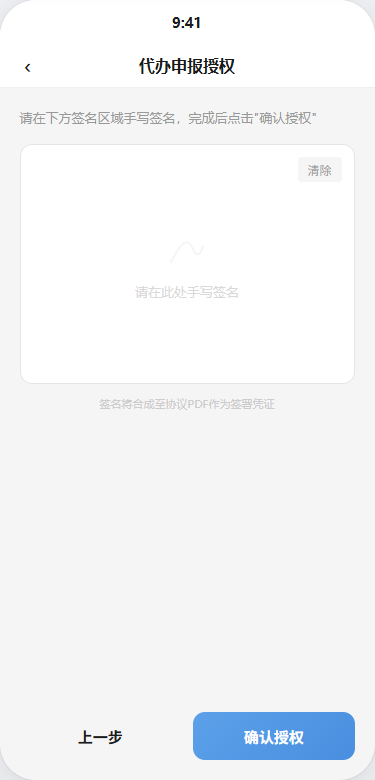 9:41
‹ 代办申报授权
请在下方签名区域手写签名，完成后点击"确认授权"
清除
请在此处手写签名
签名将合成至协议PDF作为签署凭证
上一步 确认授权